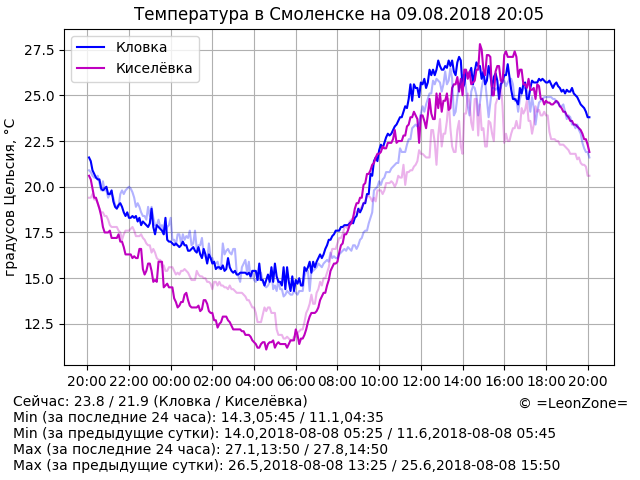 Температура в Смоленске на 09.08.2018 20:05
Кловка
Киселёвка
градусов Цельсия, °C
27.5
25.0
22.5
20.0
17.5
15.0
12.5
20:00 22:00 00:00 02:00 04:00 06:00 08:00 10:00 12:00 14:00 16:00 18:00 20:00
Сейчас: 23.8 / 21.9 (Кловка / Киселёвка)
© =LeonZone=
Min (за последние 24 часа): 14.3,05:45 / 11.1,04:35
Min (за предыдущие сутки): 14.0,2018-08-08 05:25 / 11.6,2018-08-08 05:45
Max (за последние 24 часа): 27.1,13:50 / 27.8,14:50
Max (за предыдущие сутки): 26.5,2018-08-08 13:25 / 25.6,2018-08-08 15:50